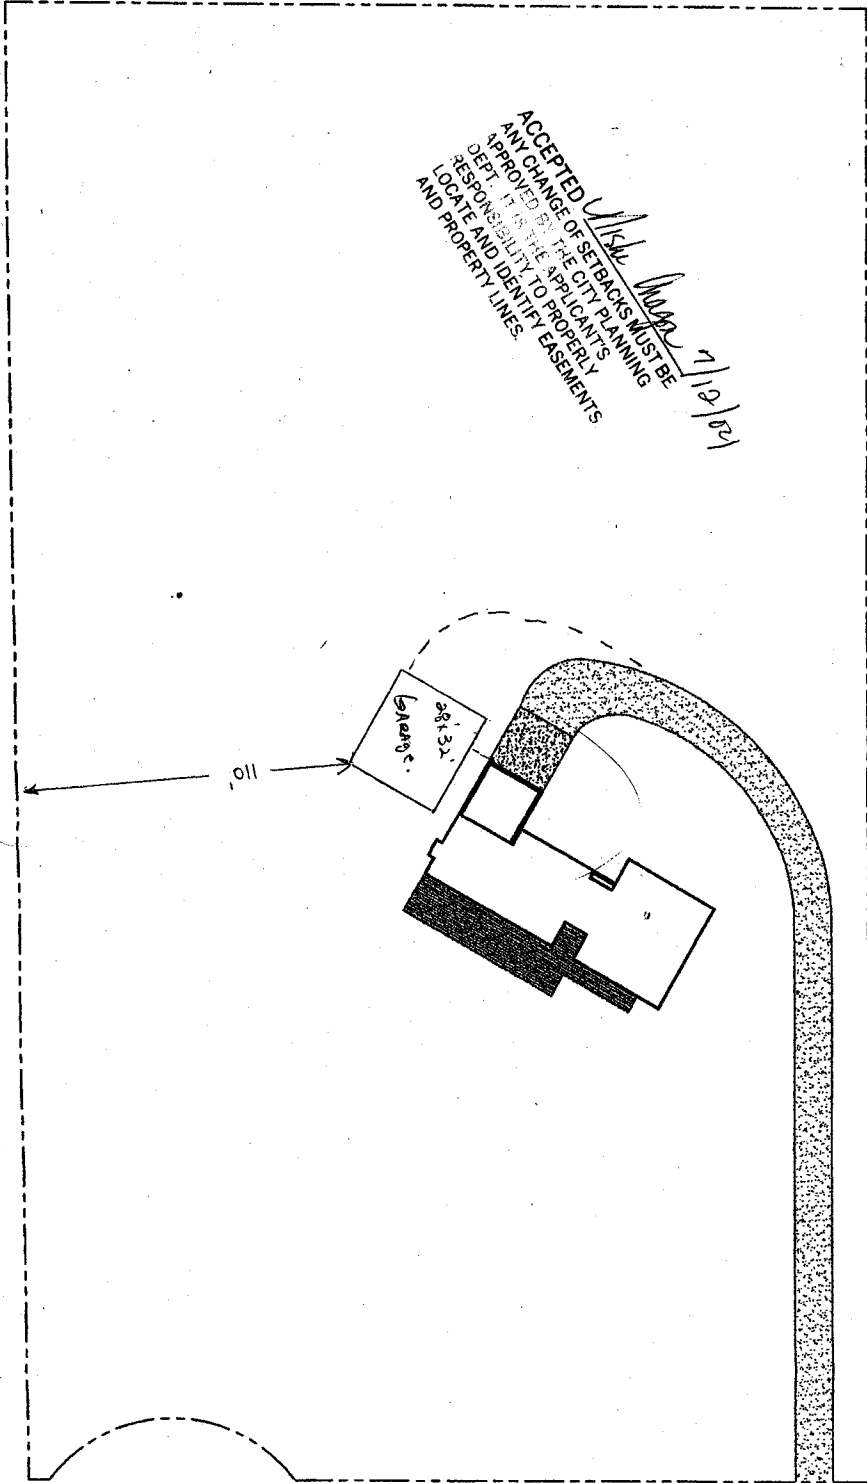 ACCEPTED
ANY CHANGE OF SETBACKS MUST BE
APPROVED BY THE CITY PLANNING
DEPT. IT IS THE APPLICANT'S
RESPONSIBILITY TO PROPERLY
LOCATE AND IDENTIFY EASEMENTS
AND PROPERTY LINES.
7/12/04
28'x32'
GARAGE.
110'